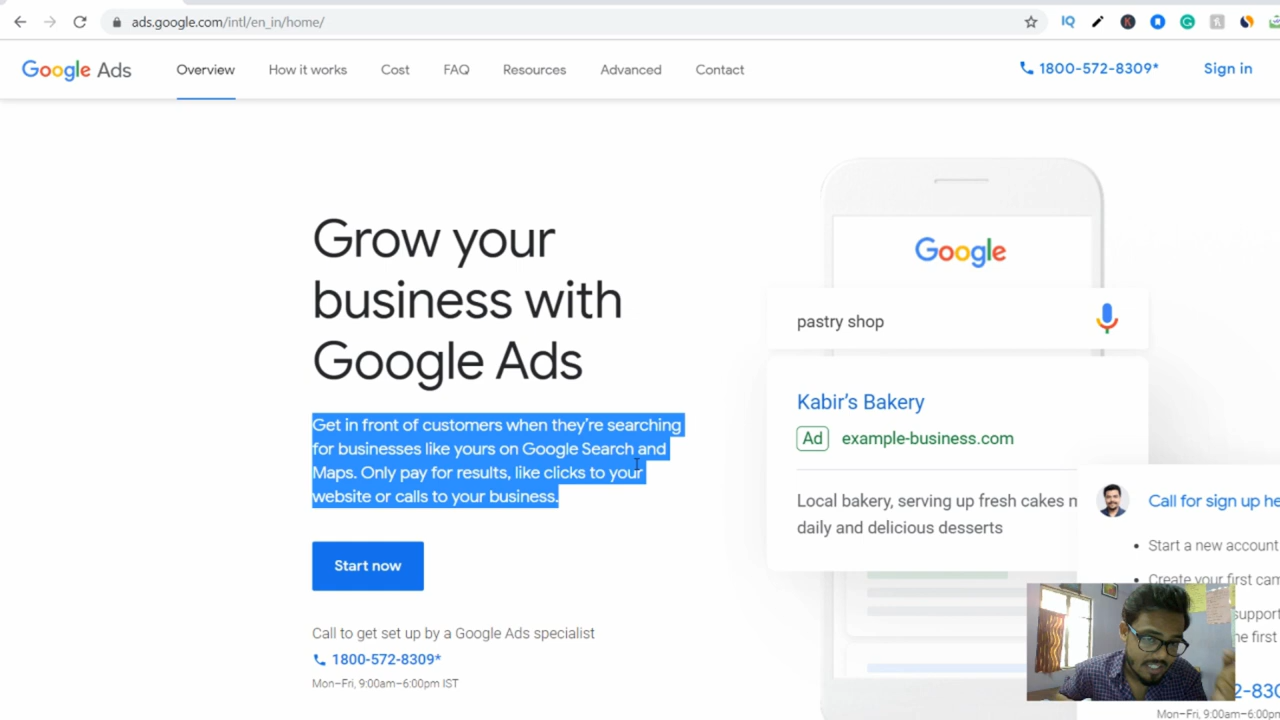 ads.google.com/intl/en_in/home/
IQ
Google Ads
Overview
How it works
Cost
FAQ
Resources
Advanced
Contact
1800-572-8309*
Sign in
Grow your
business with
Google Ads
Get in front of customers when they're searching
for businesses like yours on Google Search and
Maps. Only pay for results, like clicks to your
website or calls to your business.
Start now
Call to get set up by a Google Ads specialist
1800-572-8309*
Mon–Fri, 9:00am–6:00pm IST
Google
pastry shop
Kabir's Bakery
Ad
example-business.com
Local bakery, serving up fresh cakes
daily and delicious desserts
Call for sign up
• Start a new account
• Create your first
support
the first
Mon–Fri, 9:00am–6:00pm